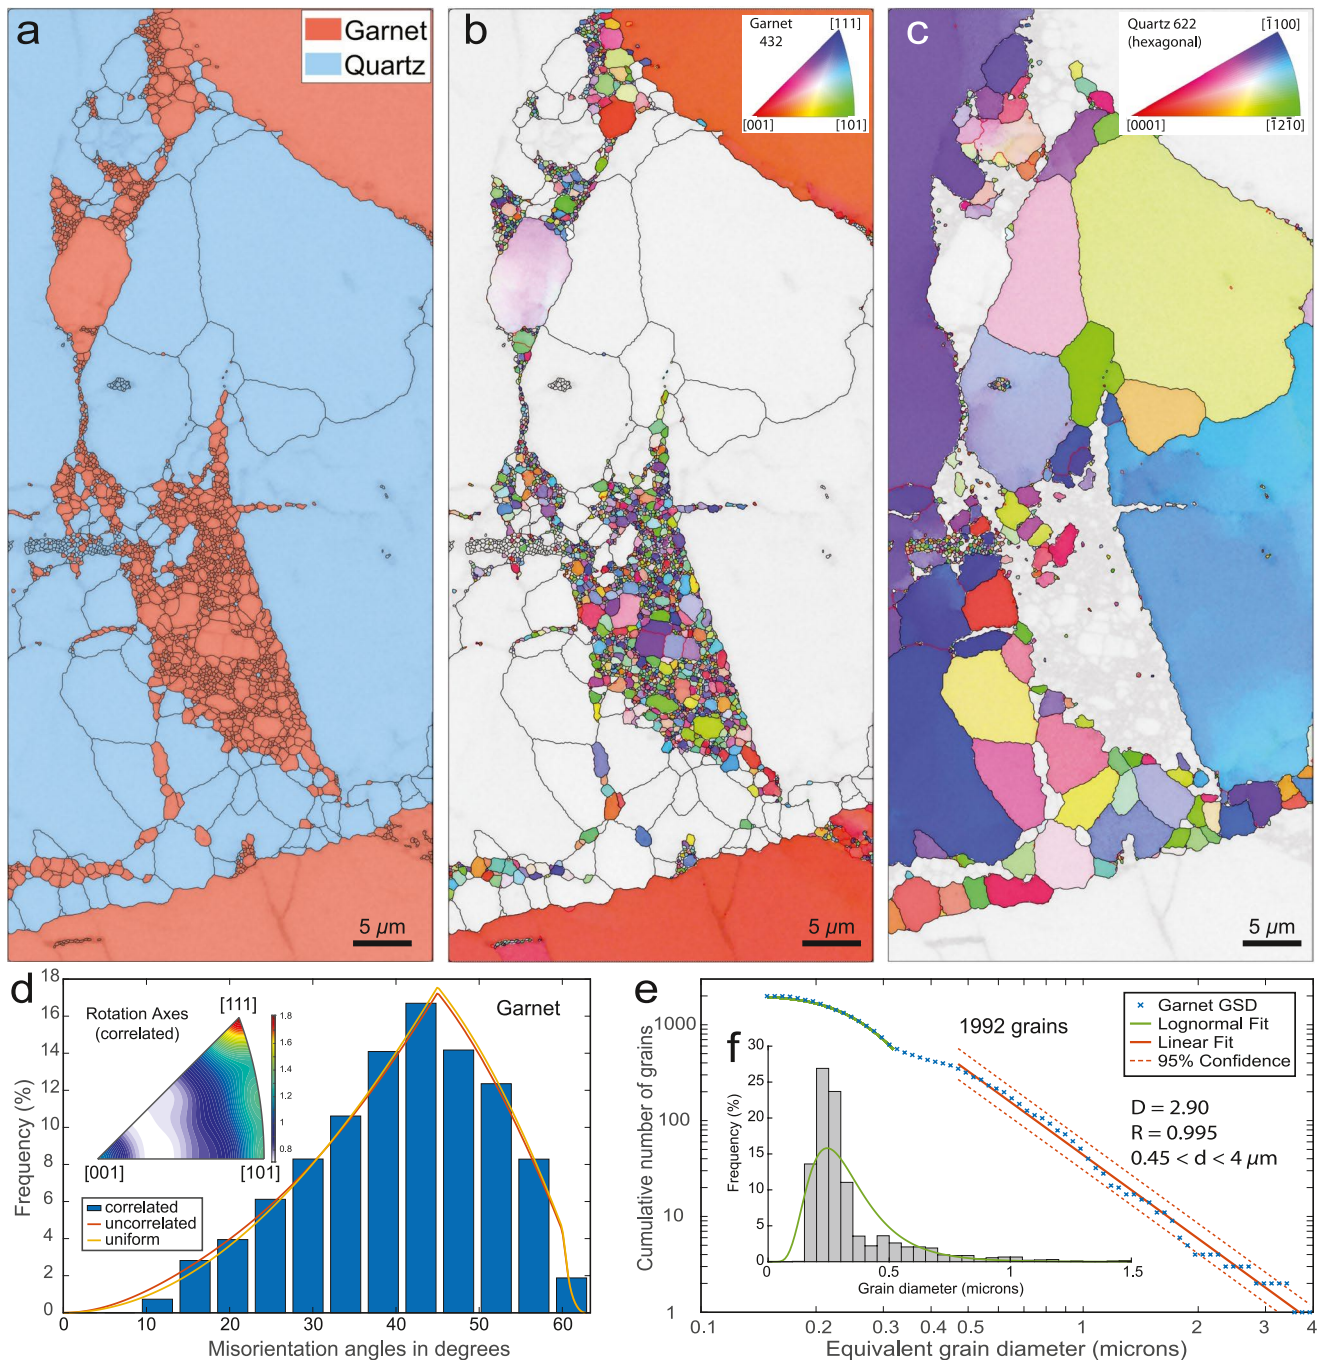 a
Garnet
Quartz
5 µm
b
Garnet
432
[111]
[001]
[101]
5 µm
c
Quartz 622
(hexagonal)
[1̄100]
[0001]
[1̄21̄0]
5 µm
d
Garnet
Rotation Axes
(correlated)
[111]
[001]
[101]
1.8
1.6
1.4
1.2
1
0.8
correlated
uncorrelated
uniform
Frequency (%)
18
16
14
12
10
8
6
4
2
0
0 10 20 30 40 50 60
Misorientation angles in degrees
e
1992 grains
Garnet GSD
Lognormal Fit
Linear Fit
95% Confidence
D = 2.90
R = 0.995
0.45 < d < 4 µm
Cumulative number of grains
1000
100
10
1
0.1 0.2 0.3 0.4 0.5 1 2 3 4
Equivalent grain diameter (microns)
f
Frequency (%)
30
25
20
15
10
5
0
0 0.5 1 1.5
Grain diameter (microns)